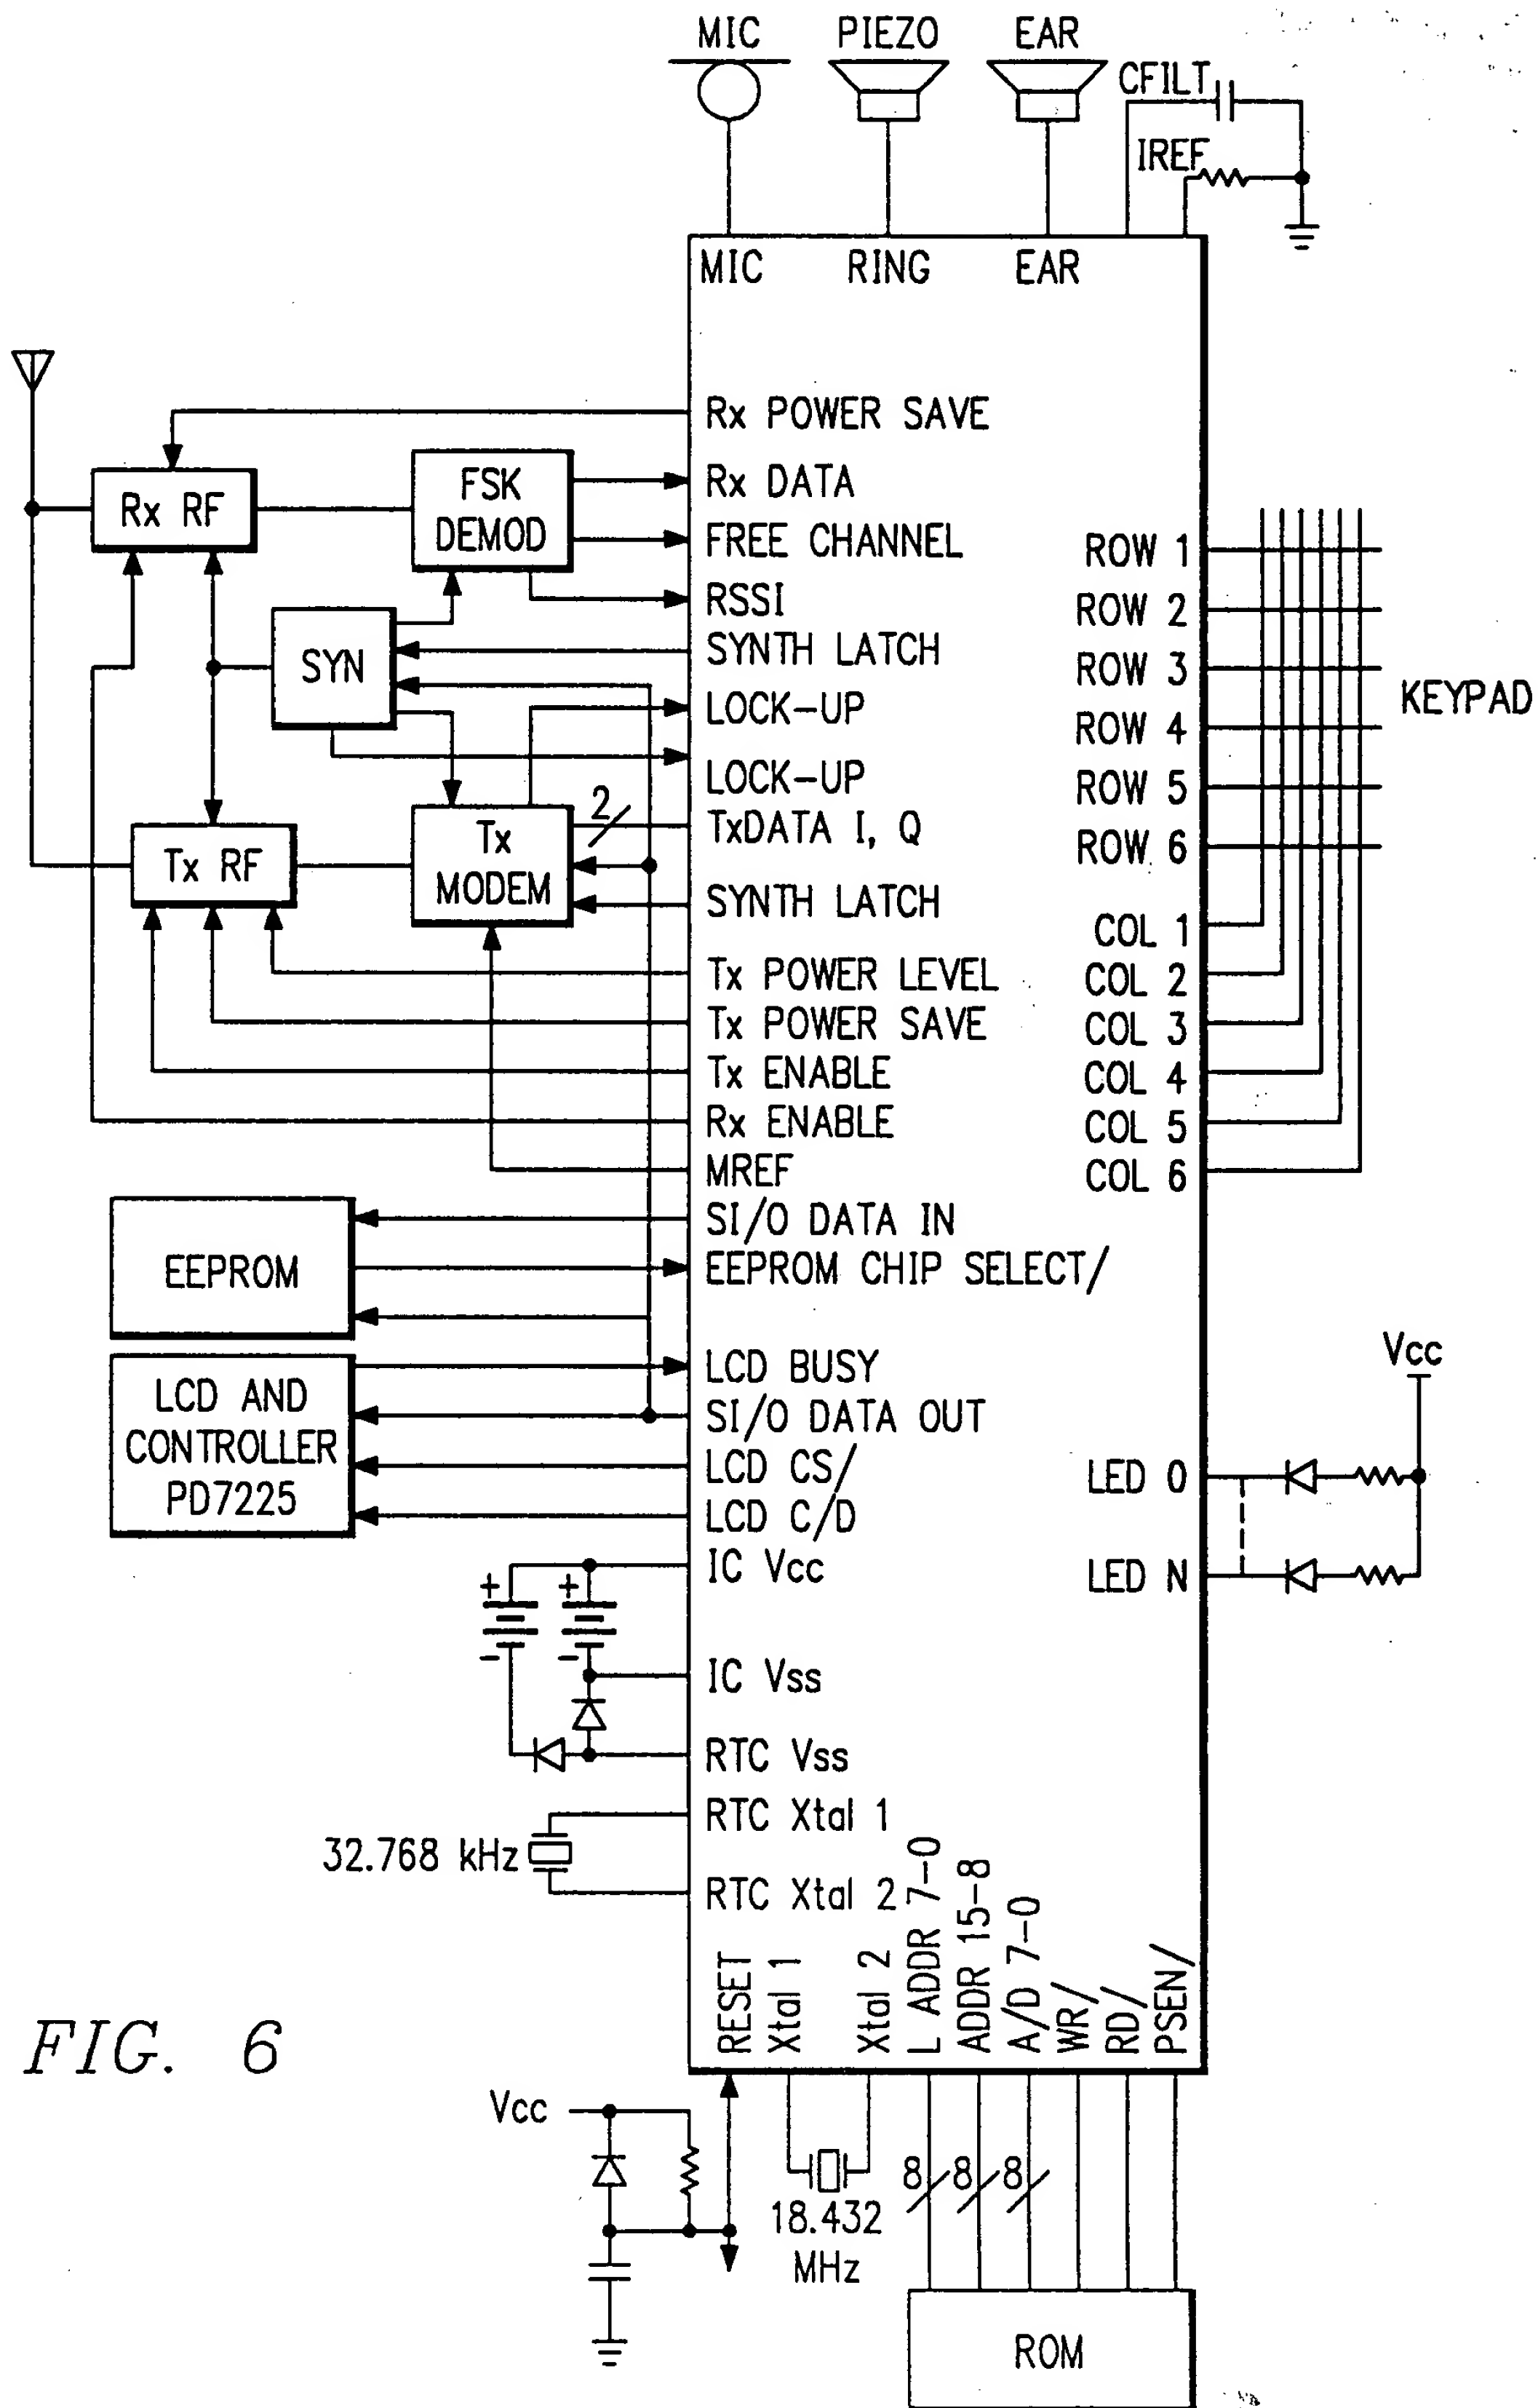 MIC
PIEZO
EAR
CFILT
IREF
MIC
RING
EAR
Rx POWER SAVE
Rx DATA
FREE CHANNEL
RSSI
SYNTH LATCH
LOCK-UP
LOCK-UP
TxDATA I, Q
SYNTH LATCH
Tx POWER LEVEL
Tx POWER SAVE
Tx ENABLE
Rx ENABLE
MREF
SI/O DATA IN
EEPROM CHIP SELECT/
LCD BUSY
SI/O DATA OUT
LCD CS/
LCD C/D
IC Vcc
IC Vss
RTC Vss
RTC Xtal 1
RTC Xtal 2
Rx RF
FSK
DEMOD
SYN
2
Tx RF
Tx
MODEM
EEPROM
LCD AND
CONTROLLER
PD7225
+
+
-
-
32.768 kHz
ROW 1
ROW 2
ROW 3
ROW 4
ROW 5
ROW 6
KEYPAD
COL 1
COL 2
COL 3
COL 4
COL 5
COL 6
Vcc
LED 0
LED N
RESET
Xtal 1
Xtal 2
L ADDR 7-0
ADDR 15-8
A/D 7-0
WR/
RD/
PSEN/
FIG. 6
Vcc
18.432
MHz
8
8
8
ROM